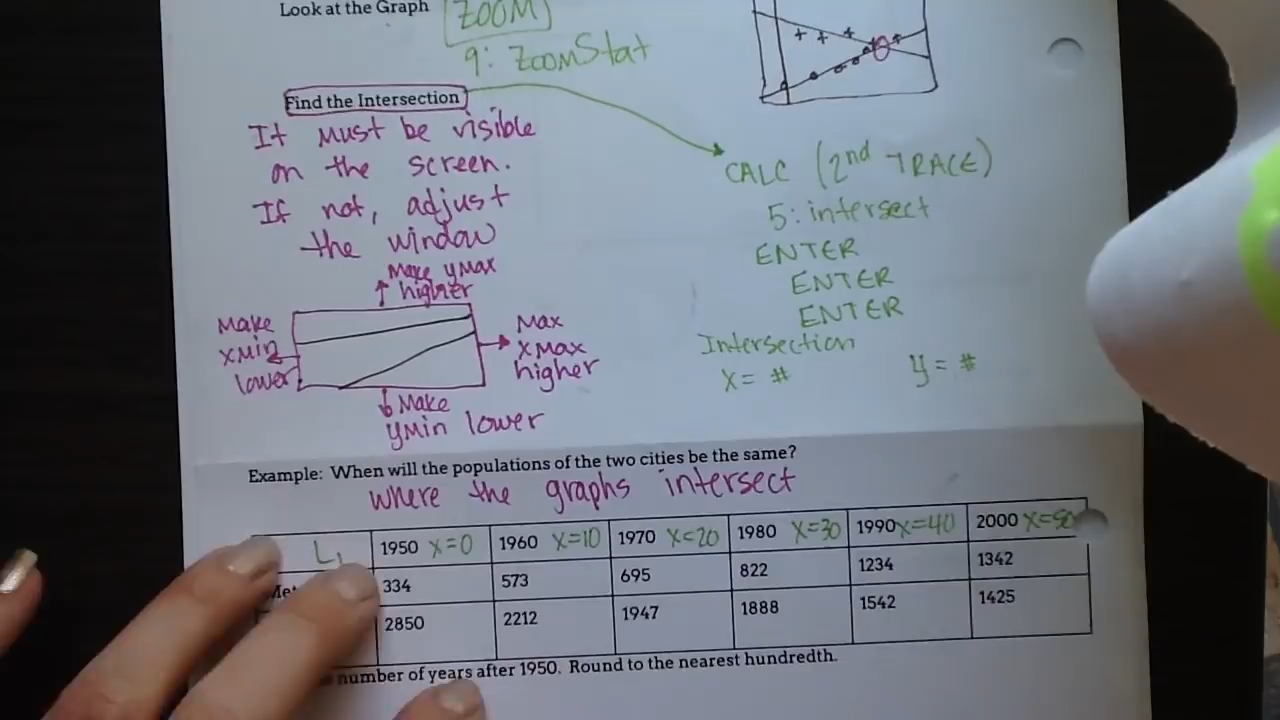 Look at the Graph
ZOOM
9: ZoomStat
Find the Intersection
It must be visible
on the screen.
If not, adjust
the window
Make yMax
higher
Make
xMin
lower
Max
xMax
higher
Make
yMin lower
CALC (2nd TRACE)
5: intersect
ENTER
ENTER
ENTER
Intersection
X = # y = #
Example: When will the populations of the two cities be the same?
where the graphs intersect
L1 1950 X=0 1960 X=10 1970 X=20 1980 X=30 1990 X=40 2000 X=50
334 573 695 822 1234 1342
2850 2212 1947 1888 1542 1425
number of years after 1950. Round to the nearest hundredth.